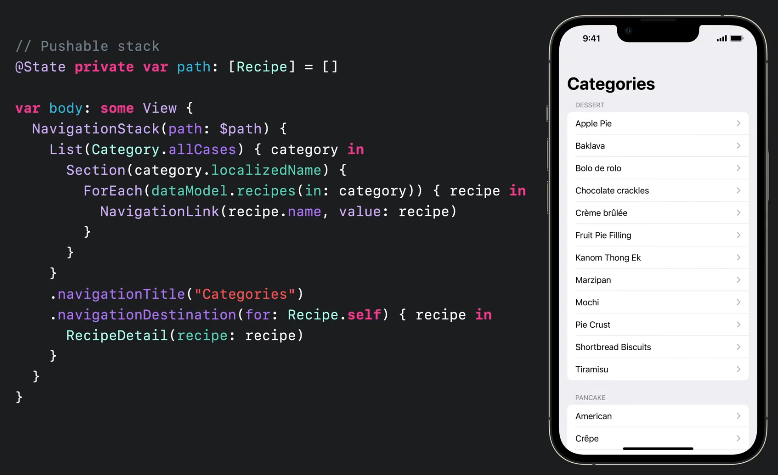 // Pushable stack
@State private var path: [Recipe] = []
var body: some View {
NavigationStack(path: $path) {
List(Category.allCases) { category in
Section(category.localizedName) {
ForEach(dataModel.recipes(in: category)) { recipe in
NavigationLink(recipe.name, value: recipe)
}
}
}
.navigationTitle("Categories")
.navigationDestination(for: Recipe.self) { recipe in
RecipeDetail(recipe: recipe)
}
}
}
9:41
Categories
DESSERT
Apple Pie
Baklava
Bolo de rolo
Chocolate crackles
Crème brûlée
Fruit Pie Filling
Kanom Thong Ek
Marzipan
Mochi
Pie Crust
Shortbread Biscuits
Tiramisu
PANCAKE
American
Crêpe